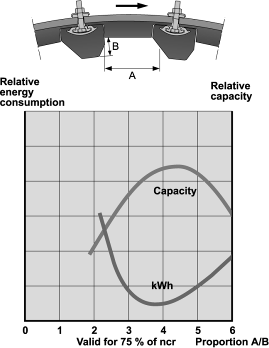 B
A
Relative
energy
consumption
Relative
capacity
Capacity
kWh
0 1 2 3 4 5 6
Valid for 75 % of ncr Proportion A/B